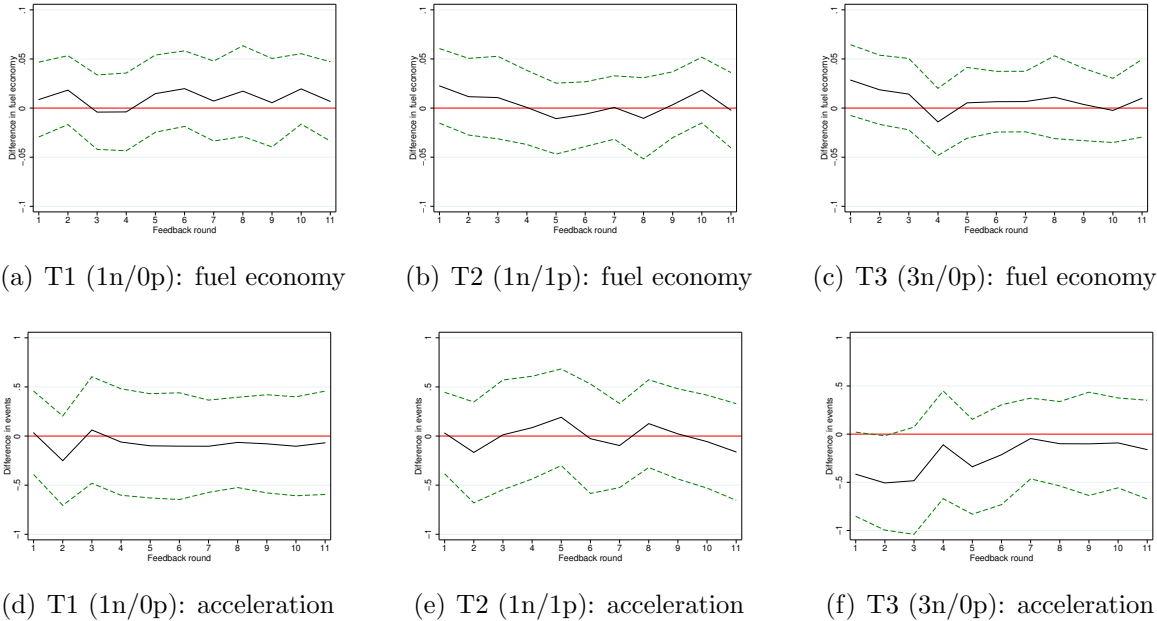 Difference in fuel economy
-.1 -.05 0 .05 .1
1 2 3 4 5 6 7 8 9 10 11
Feedback round
(a) T1 (1n/0p): fuel economy
Difference in fuel economy
-.1 -.05 0 .05 .1
1 2 3 4 5 6 7 8 9 10 11
Feedback round
(b) T2 (1n/1p): fuel economy
Difference in fuel economy
-.1 -.05 0 .05 .1
1 2 3 4 5 6 7 8 9 10 11
Feedback round
(c) T3 (3n/0p): fuel economy
Difference in events
-1 -.5 0 .5 1
1 2 3 4 5 6 7 8 9 10 11
Feedback round
(d) T1 (1n/0p): acceleration
Difference in events
-1 -.5 0 .5 1
1 2 3 4 5 6 7 8 9 10 11
Feedback round
(e) T2 (1n/1p): acceleration
Difference in events
-1 -.5 0 .5 1
1 2 3 4 5 6 7 8 9 10 11
Feedback round
(f) T3 (3n/0p): acceleration